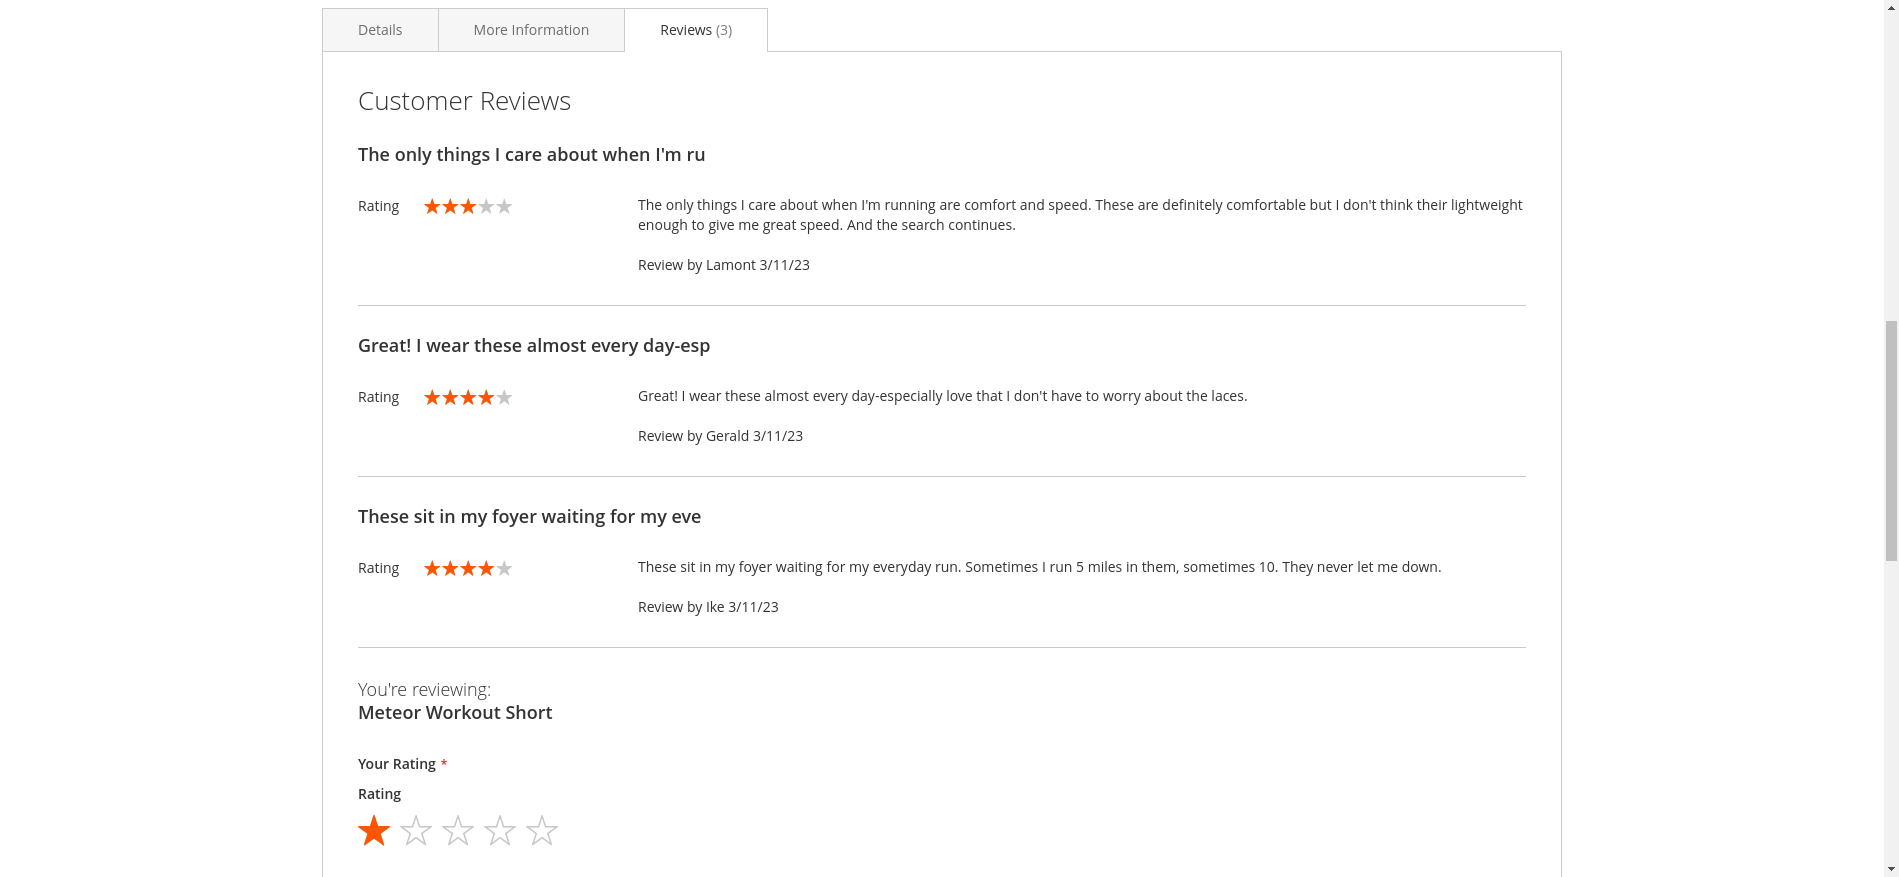 Details
More Information
Reviews (3)
Customer Reviews
The only things I care about when I'm ru
Rating
The only things I care about when I'm running are comfort and speed. These are definitely comfortable but I don't think their lightweight
enough to give me great speed. And the search continues.
Review by Lamont 3/11/23
Great! I wear these almost every day-esp
Rating
Great! I wear these almost every day-especially love that I don't have to worry about the laces.
Review by Gerald 3/11/23
These sit in my foyer waiting for my eve
Rating
These sit in my foyer waiting for my everyday run. Sometimes I run 5 miles in them, sometimes 10. They never let me down.
Review by Ike 3/11/23
You're reviewing:
Meteor Workout Short
Your Rating *
Rating